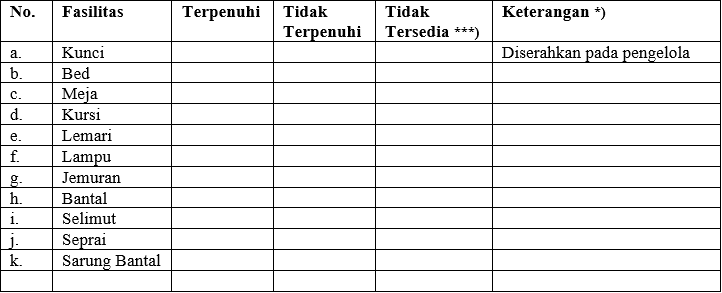 No. Fasilitas Terpenuhi Tidak Tidak Keterangan *)
Terpenuhi Tersedia ***)
a. Kunci Diserahkan pada pengelola
b. Bed
c. Meja
d. Kursi
e. Lemari
f. Lampu
g. Jemuran
h. Bantal
i. Selimut
j. Seprai
k. Sarung Bantal